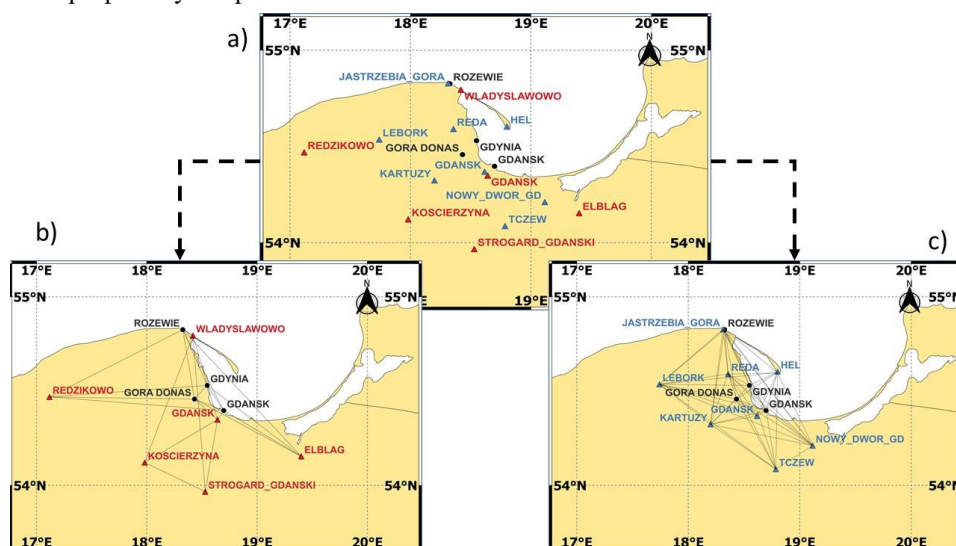 17°E 18°E 19°E 20°E
a)
N
55°N 55°N
JASTRZEBIA_GORA ROZEWIE
WLADYSLAWOWO
REDA HEL
LEBORK
REDZIKOWO GORA DONAS GDYNIA
GDANSK GDANSK
KARTUZY GDANSK
NOWY_DWOR_GD
KOSCIERZYNA ELBLAG
TCZEW
54°N 54°N
STROGARD_GDANSKI
19°E
b)
17°E 18°E 19°E 20°E
N
55°N 55°N
ROZEWIE
WLADYSLAWOWO
REDZIKOWO GDYNIA
GORA DONAS
GDANSK GDANSK
KOSCIERZYNA ELBLAG
54°N 54°N
STROGARD_GDANSKI
17°E 18°E 19°E 20°E
c)
17°E 18°E 19°E 20°E
N
55°N 55°N
JASTRZEBIA_GORA ROZEWIE
REDA HEL
LEBORK GDYNIA
GORA DONAS GDANSK
GDANSK
KARTUZY
NOWY_DWOR_GD
TCZEW
54°N 54°N
17°E 18°E 19°E 20°E